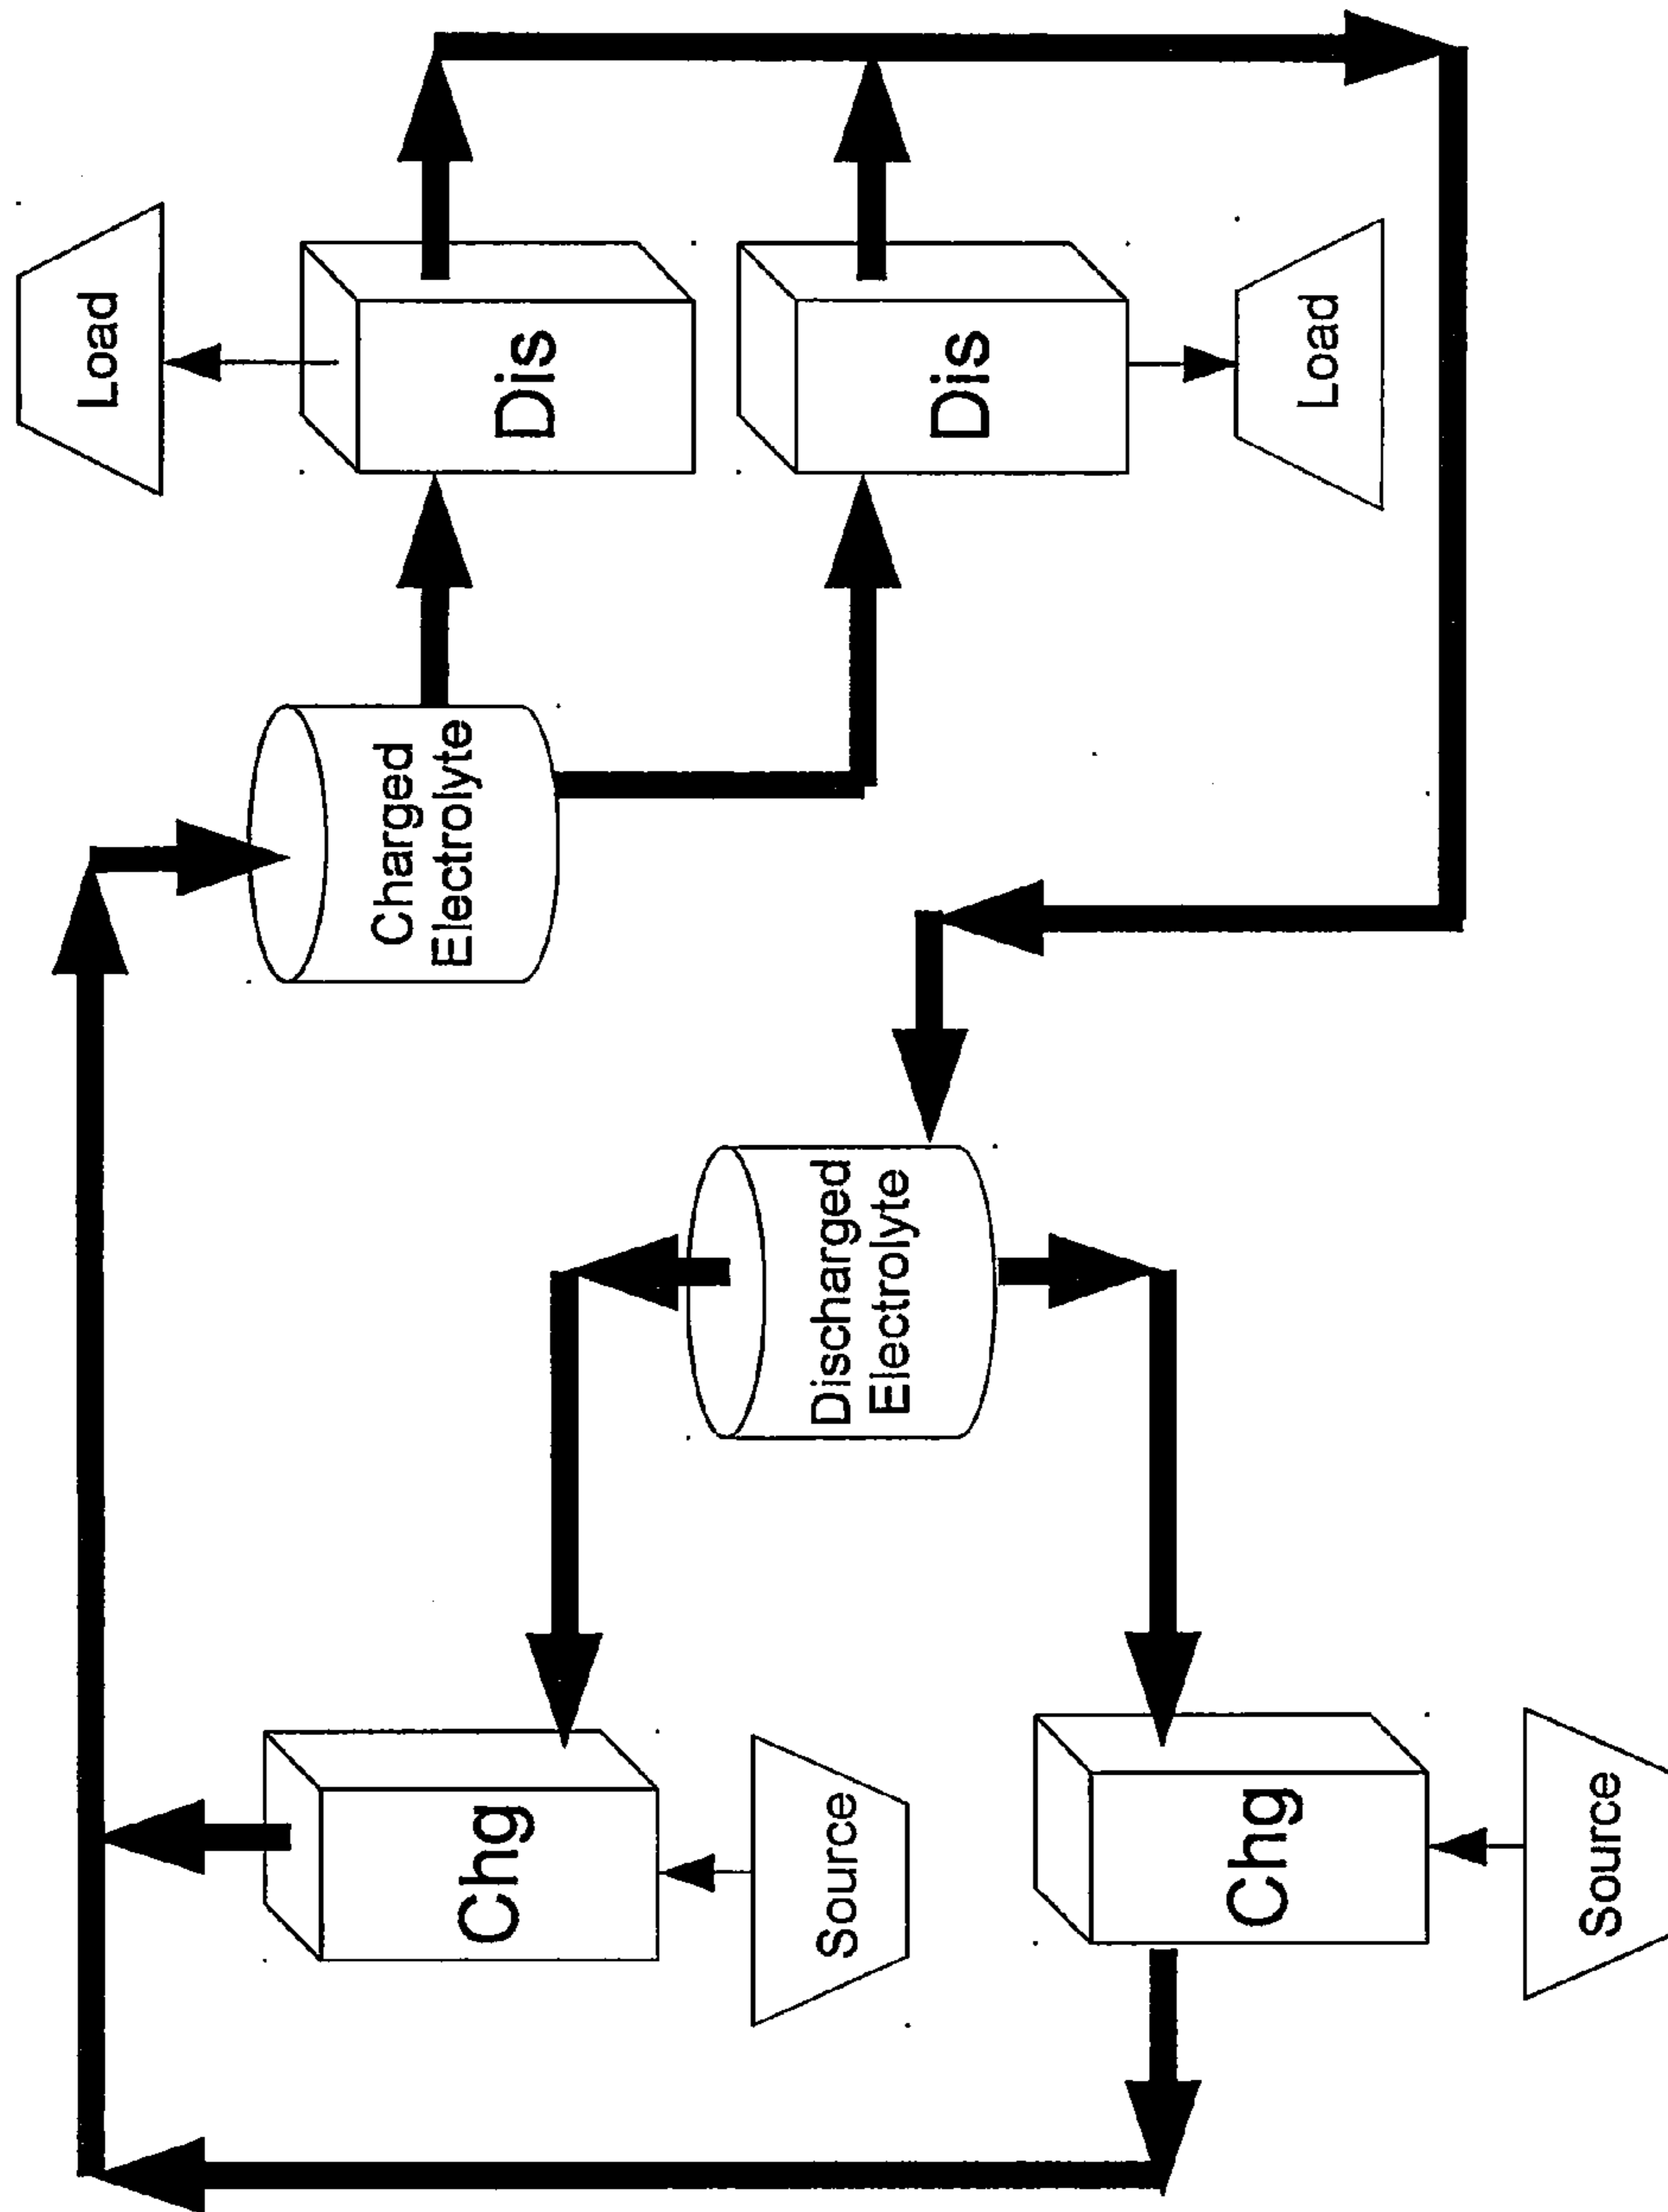 Load
Charged
Electrolyte
Chg
Dis
Source
Discharged
Electrolyte
Dis
Chg
Load
Source